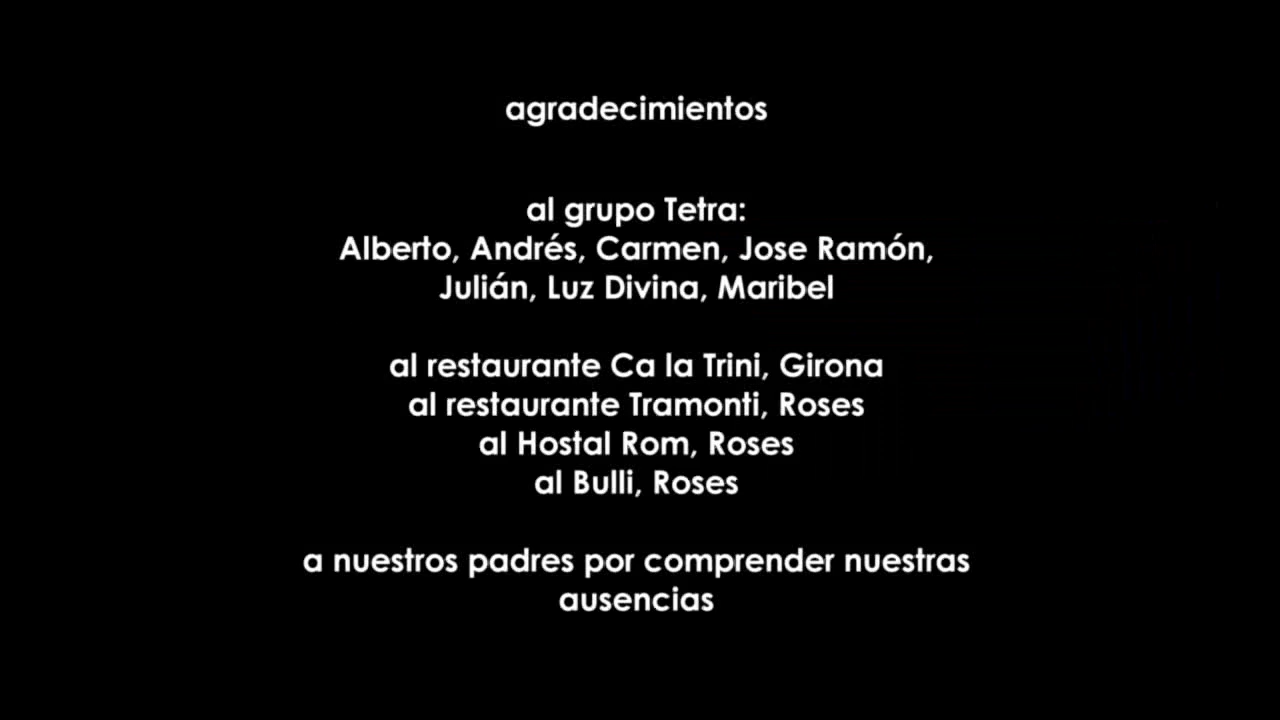 agradecimientos
al grupo Tetra:
Alberto, Andrés, Carmen, Jose Ramón,
Julián, Luz Divina, Maribel
al restaurante Ca la Trini, Girona
al restaurante Tramonti, Roses
al Hostal Rom, Roses
al Bulli, Roses
a nuestros padres por comprender nuestras
ausencias